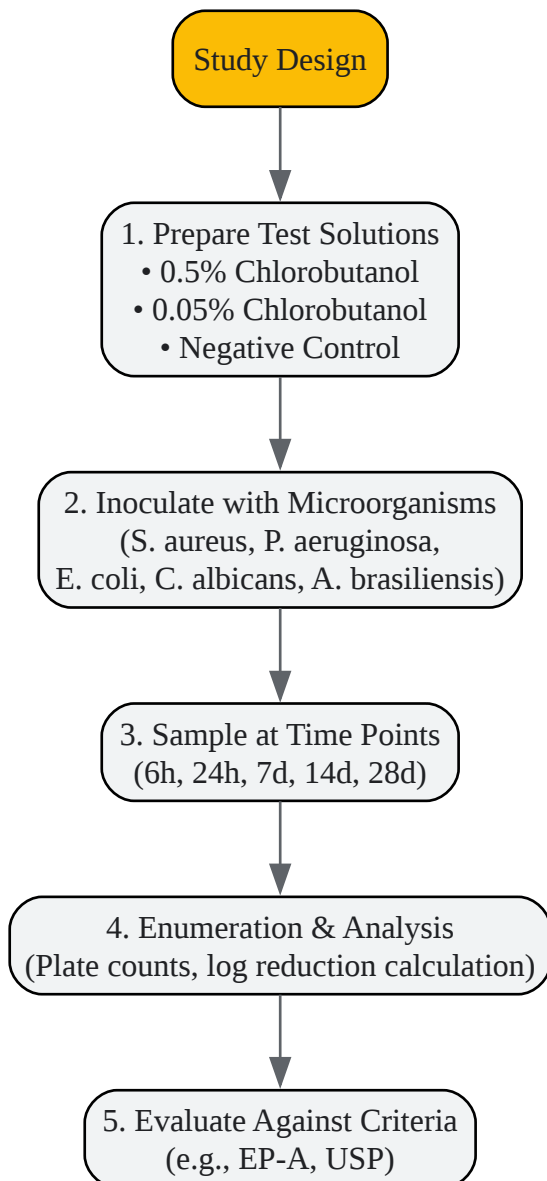 Study Design
1. Prepare Test Solutions
• 0.5% Chlorobutanol
• 0.05% Chlorobutanol
• Negative Control
2. Inoculate with Microorganisms
(S. aureus, P. aeruginosa,
E. coli, C. albicans, A. brasiliensis)
3. Sample at Time Points
(6h, 24h, 7d, 14d, 28d)
4. Enumeration & Analysis
(Plate counts, log reduction calculation)
5. Evaluate Against Criteria
(e.g., EP-A, USP)